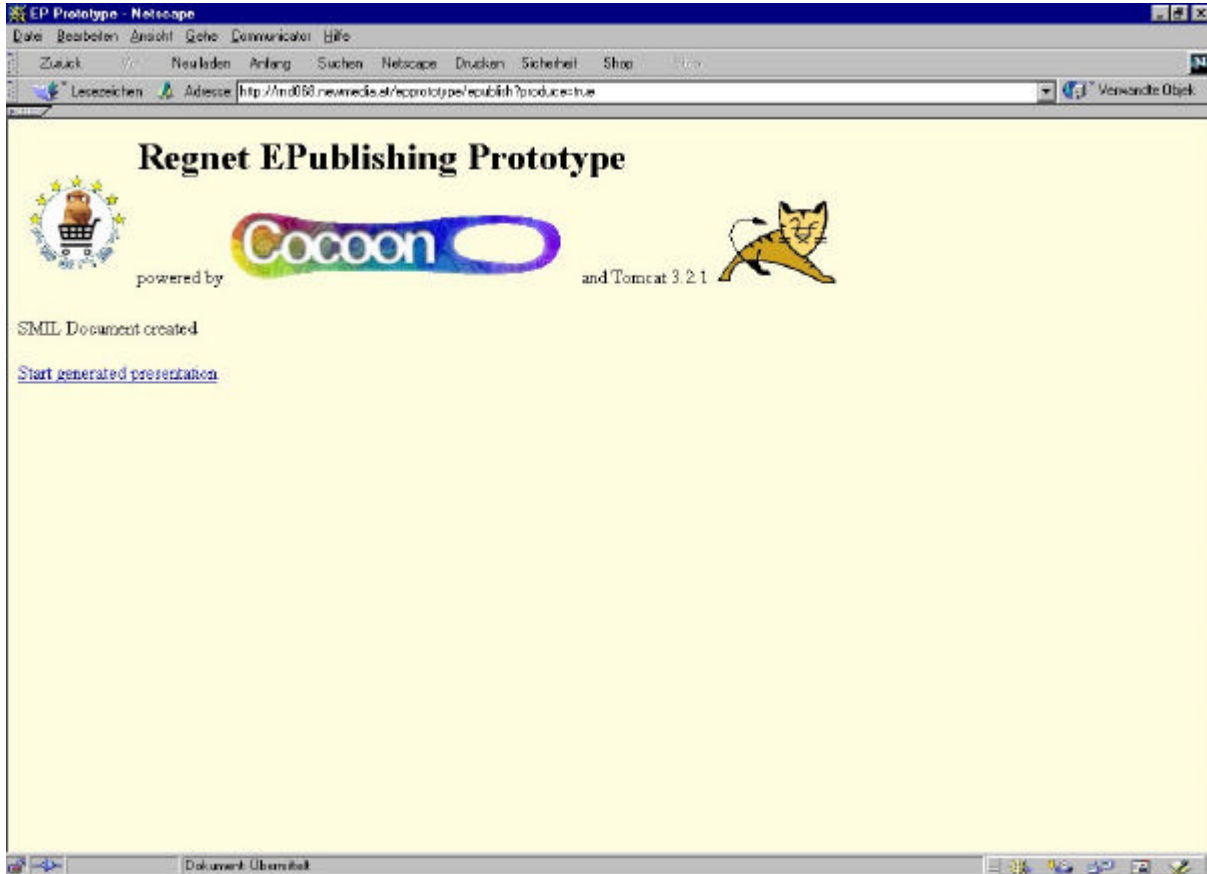 EP Prototype - Netscape
Datei Bearbeiten Ansicht Gehe Communicator Hilfe
Zurück Neu laden Anfang Suchen Netscape Drucken Sicherheit Shop
Lesezeichen Adresse http://md068.newmedia.at/epprototype/epublish?produce=true Verwandte Objek
Regnet EPublishing Prototype
powered by Cocoon and Tomcat 3.2.1
SMIL Document created
Start generated presentation
Dokument: Übermittelt